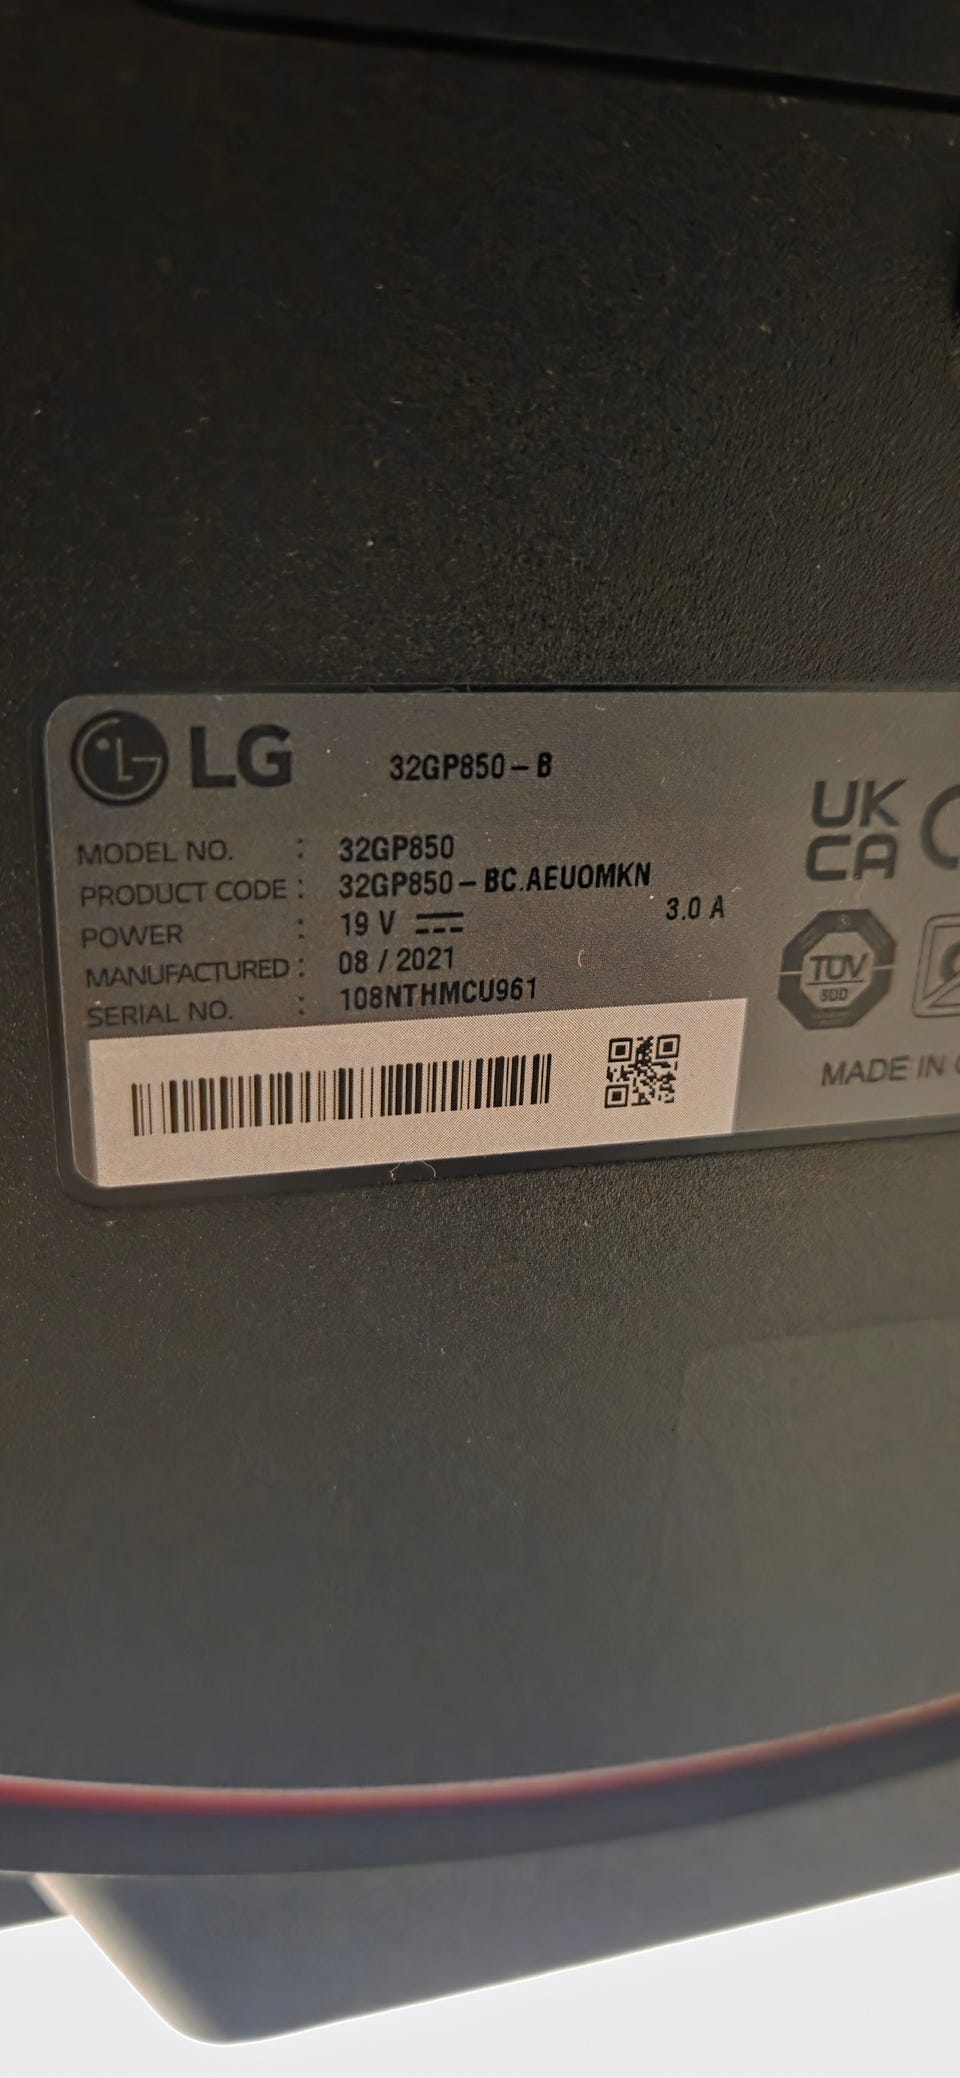 LG 32GP850-B
MODEL NO. : 32GP850
PRODUCT CODE : 32GP850-BC.AEUOMKN
POWER : 19 V ⎓ 3.0 A
MANUFACTURED : 08 / 2021
SERIAL NO. : 108NTHMCU961
UK
CA
TÜV
SÜD
MADE IN